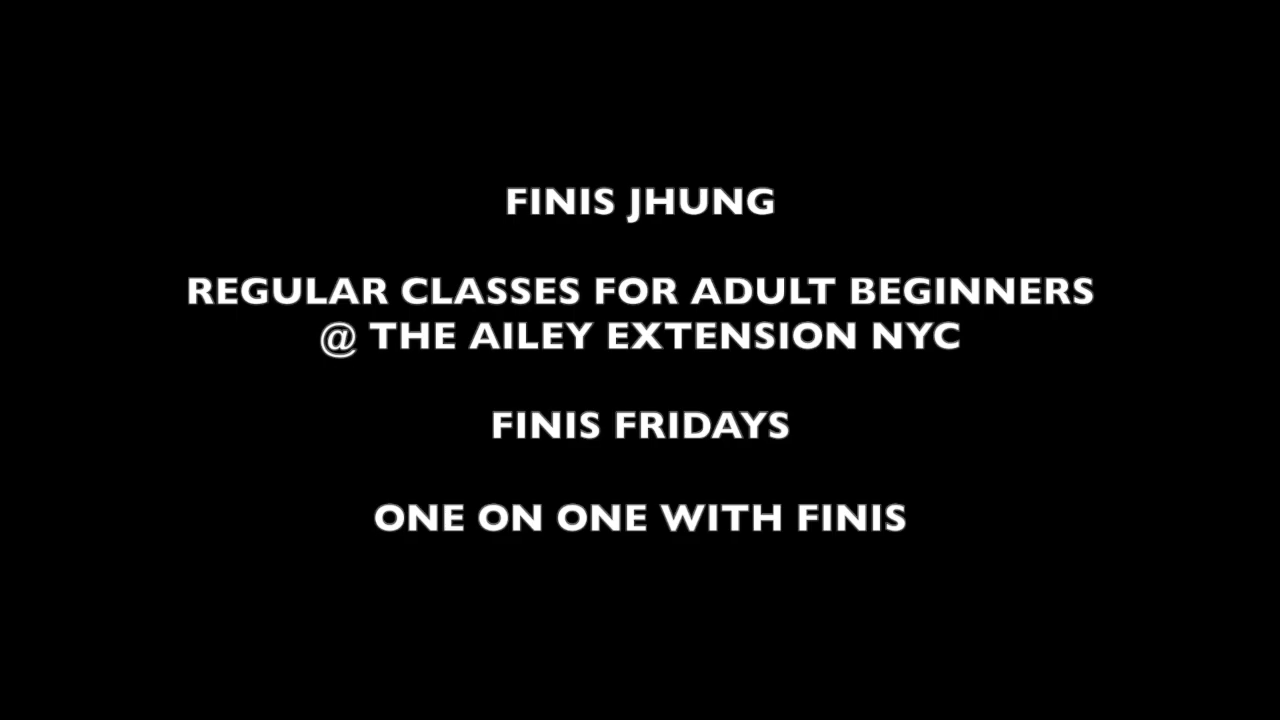 FINIS JHUNG
REGULAR CLASSES FOR ADULT BEGINNERS
@ THE AILEY EXTENSION NYC
FINIS FRIDAYS
ONE ON ONE WITH FINIS